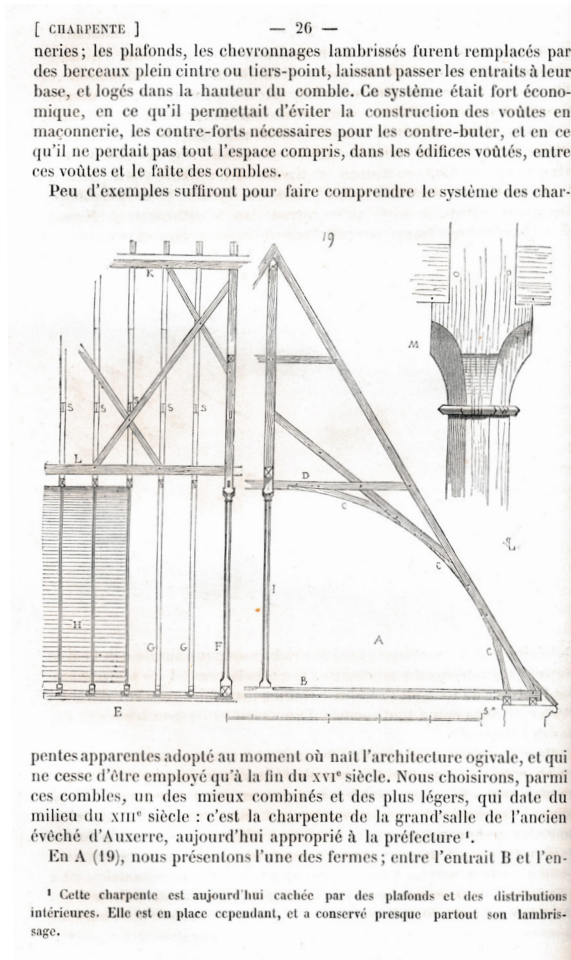 [ CHARPENTE ] — 26 —
neries ; les plafonds, les chevronnages lambrissés furent remplacés par
des berceaux plein cintre ou tiers-point, laissant passer les entraits à leur
base, et logés dans la hauteur du comble. Ce système était fort écono-
mique, en ce qu'il permettait d'éviter la construction des voûtes en
maçonnerie, les contre-forts nécessaires pour les contre-buter, et en ce
qu'il ne perdait pas tout l'espace compris, dans les édifices voûtés, entre
ces voûtes et le faîte des combles.
Peu d'exemples suffiront pour faire comprendre le système des char-
19
K
M
S S S S S
L
D
C
C
I
H
G G F
A
C
B
E
5m
pentes apparentes adopté au moment où naît l'architecture ogivale, et qui
ne cesse d'être employé qu'à la fin du XVIe siècle. Nous choisirons, parmi
ces combles, un des mieux combinés et des plus légers, qui date du
milieu du XIIIe siècle : c'est la charpente de la grand'salle de l'ancien
évêché d'Auxerre, aujourd'hui approprié à la préfecture ¹.
En A (19), nous présentons l'une des fermes ; entre l'entrait B et l'en-
¹ Cette charpente est aujourd'hui cachée par des plafonds et des distributions
intérieures. Elle est en place cependant, et a conservé presque partout son lambris-
sage.